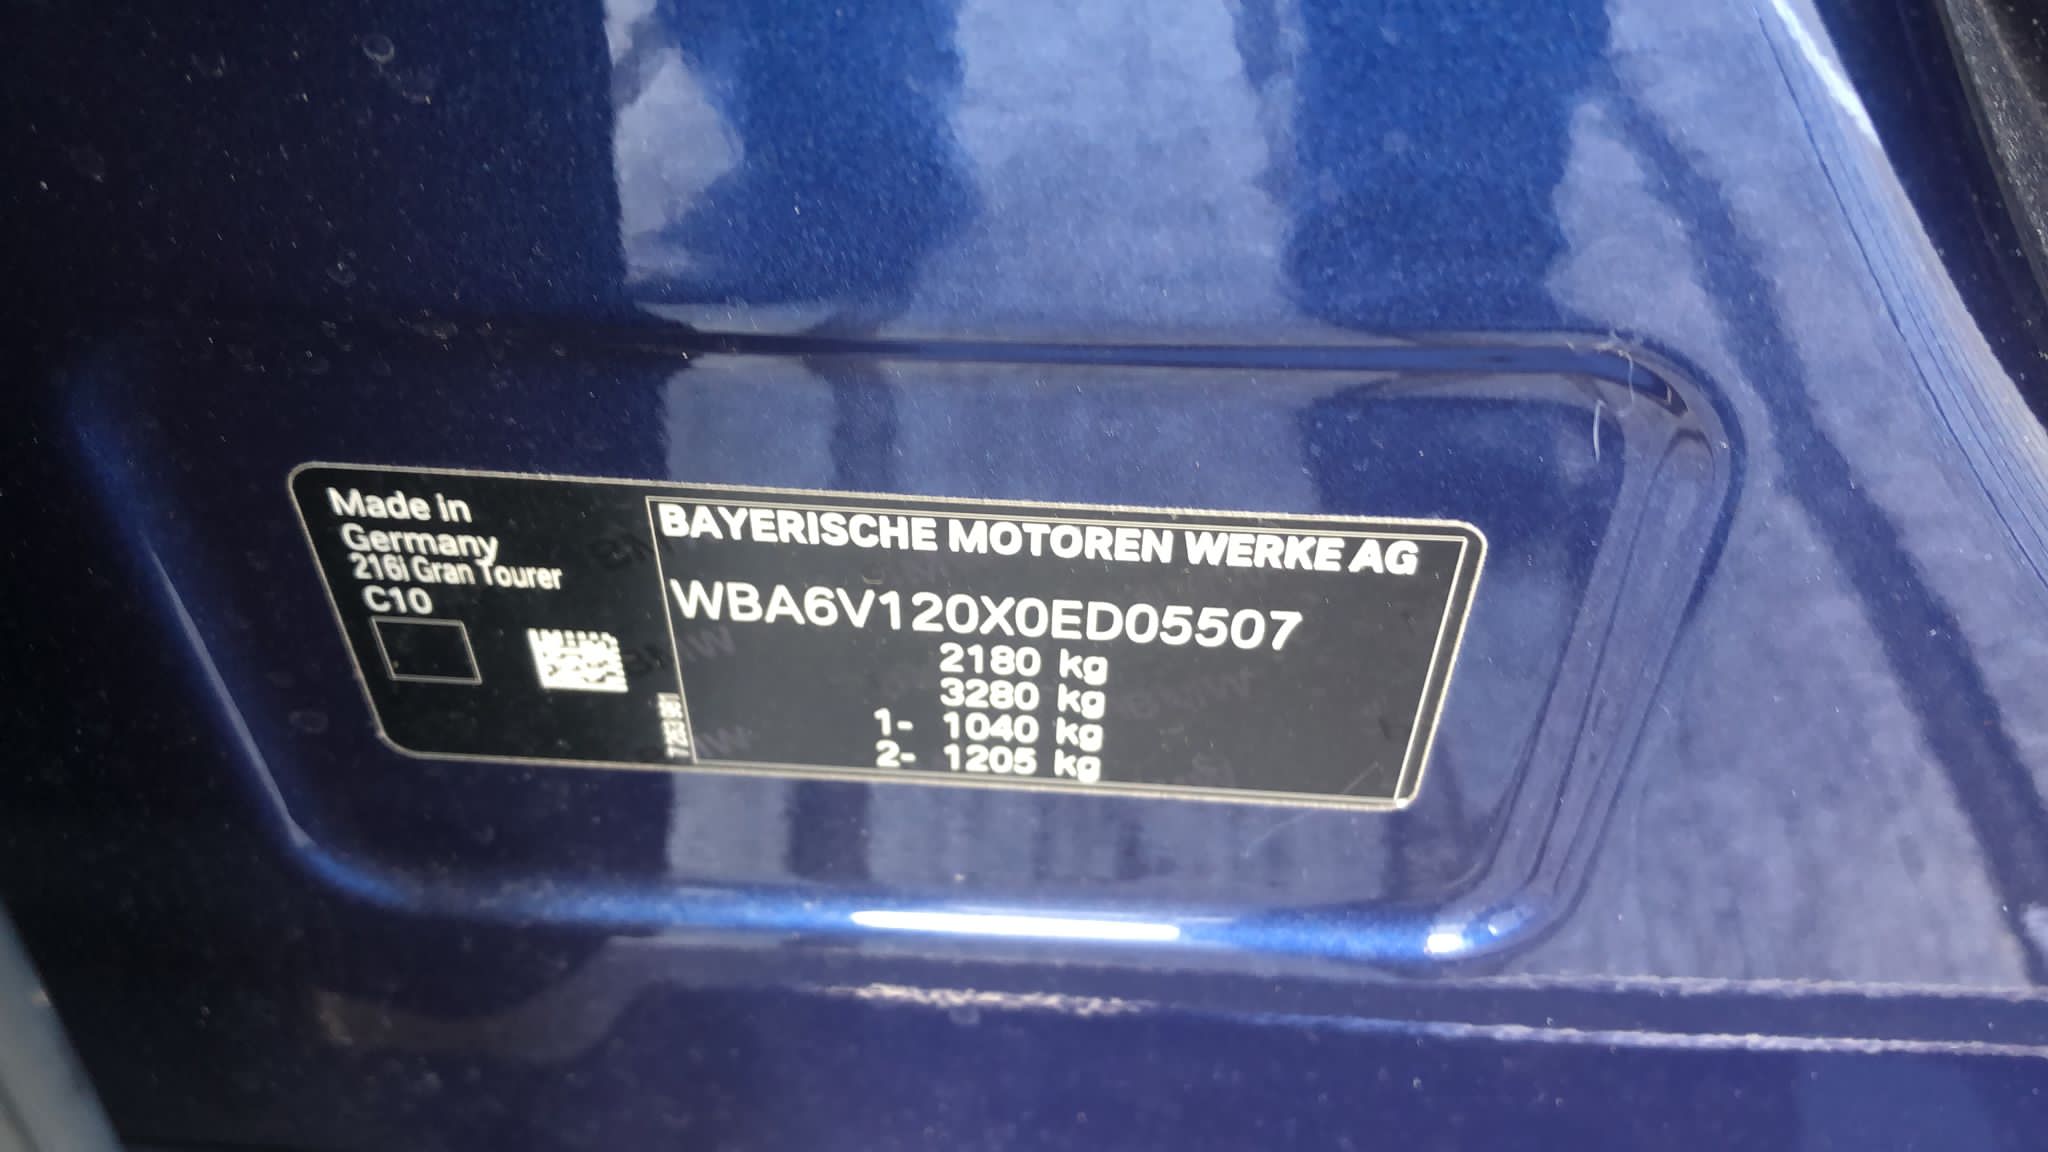 Made in
Germany
216i Gran Tourer
C10
BAYERISCHE MOTOREN WERKE AG
WBA6V120X0ED05507
2180 kg
3280 kg
1- 1040 kg
2- 1205 kg